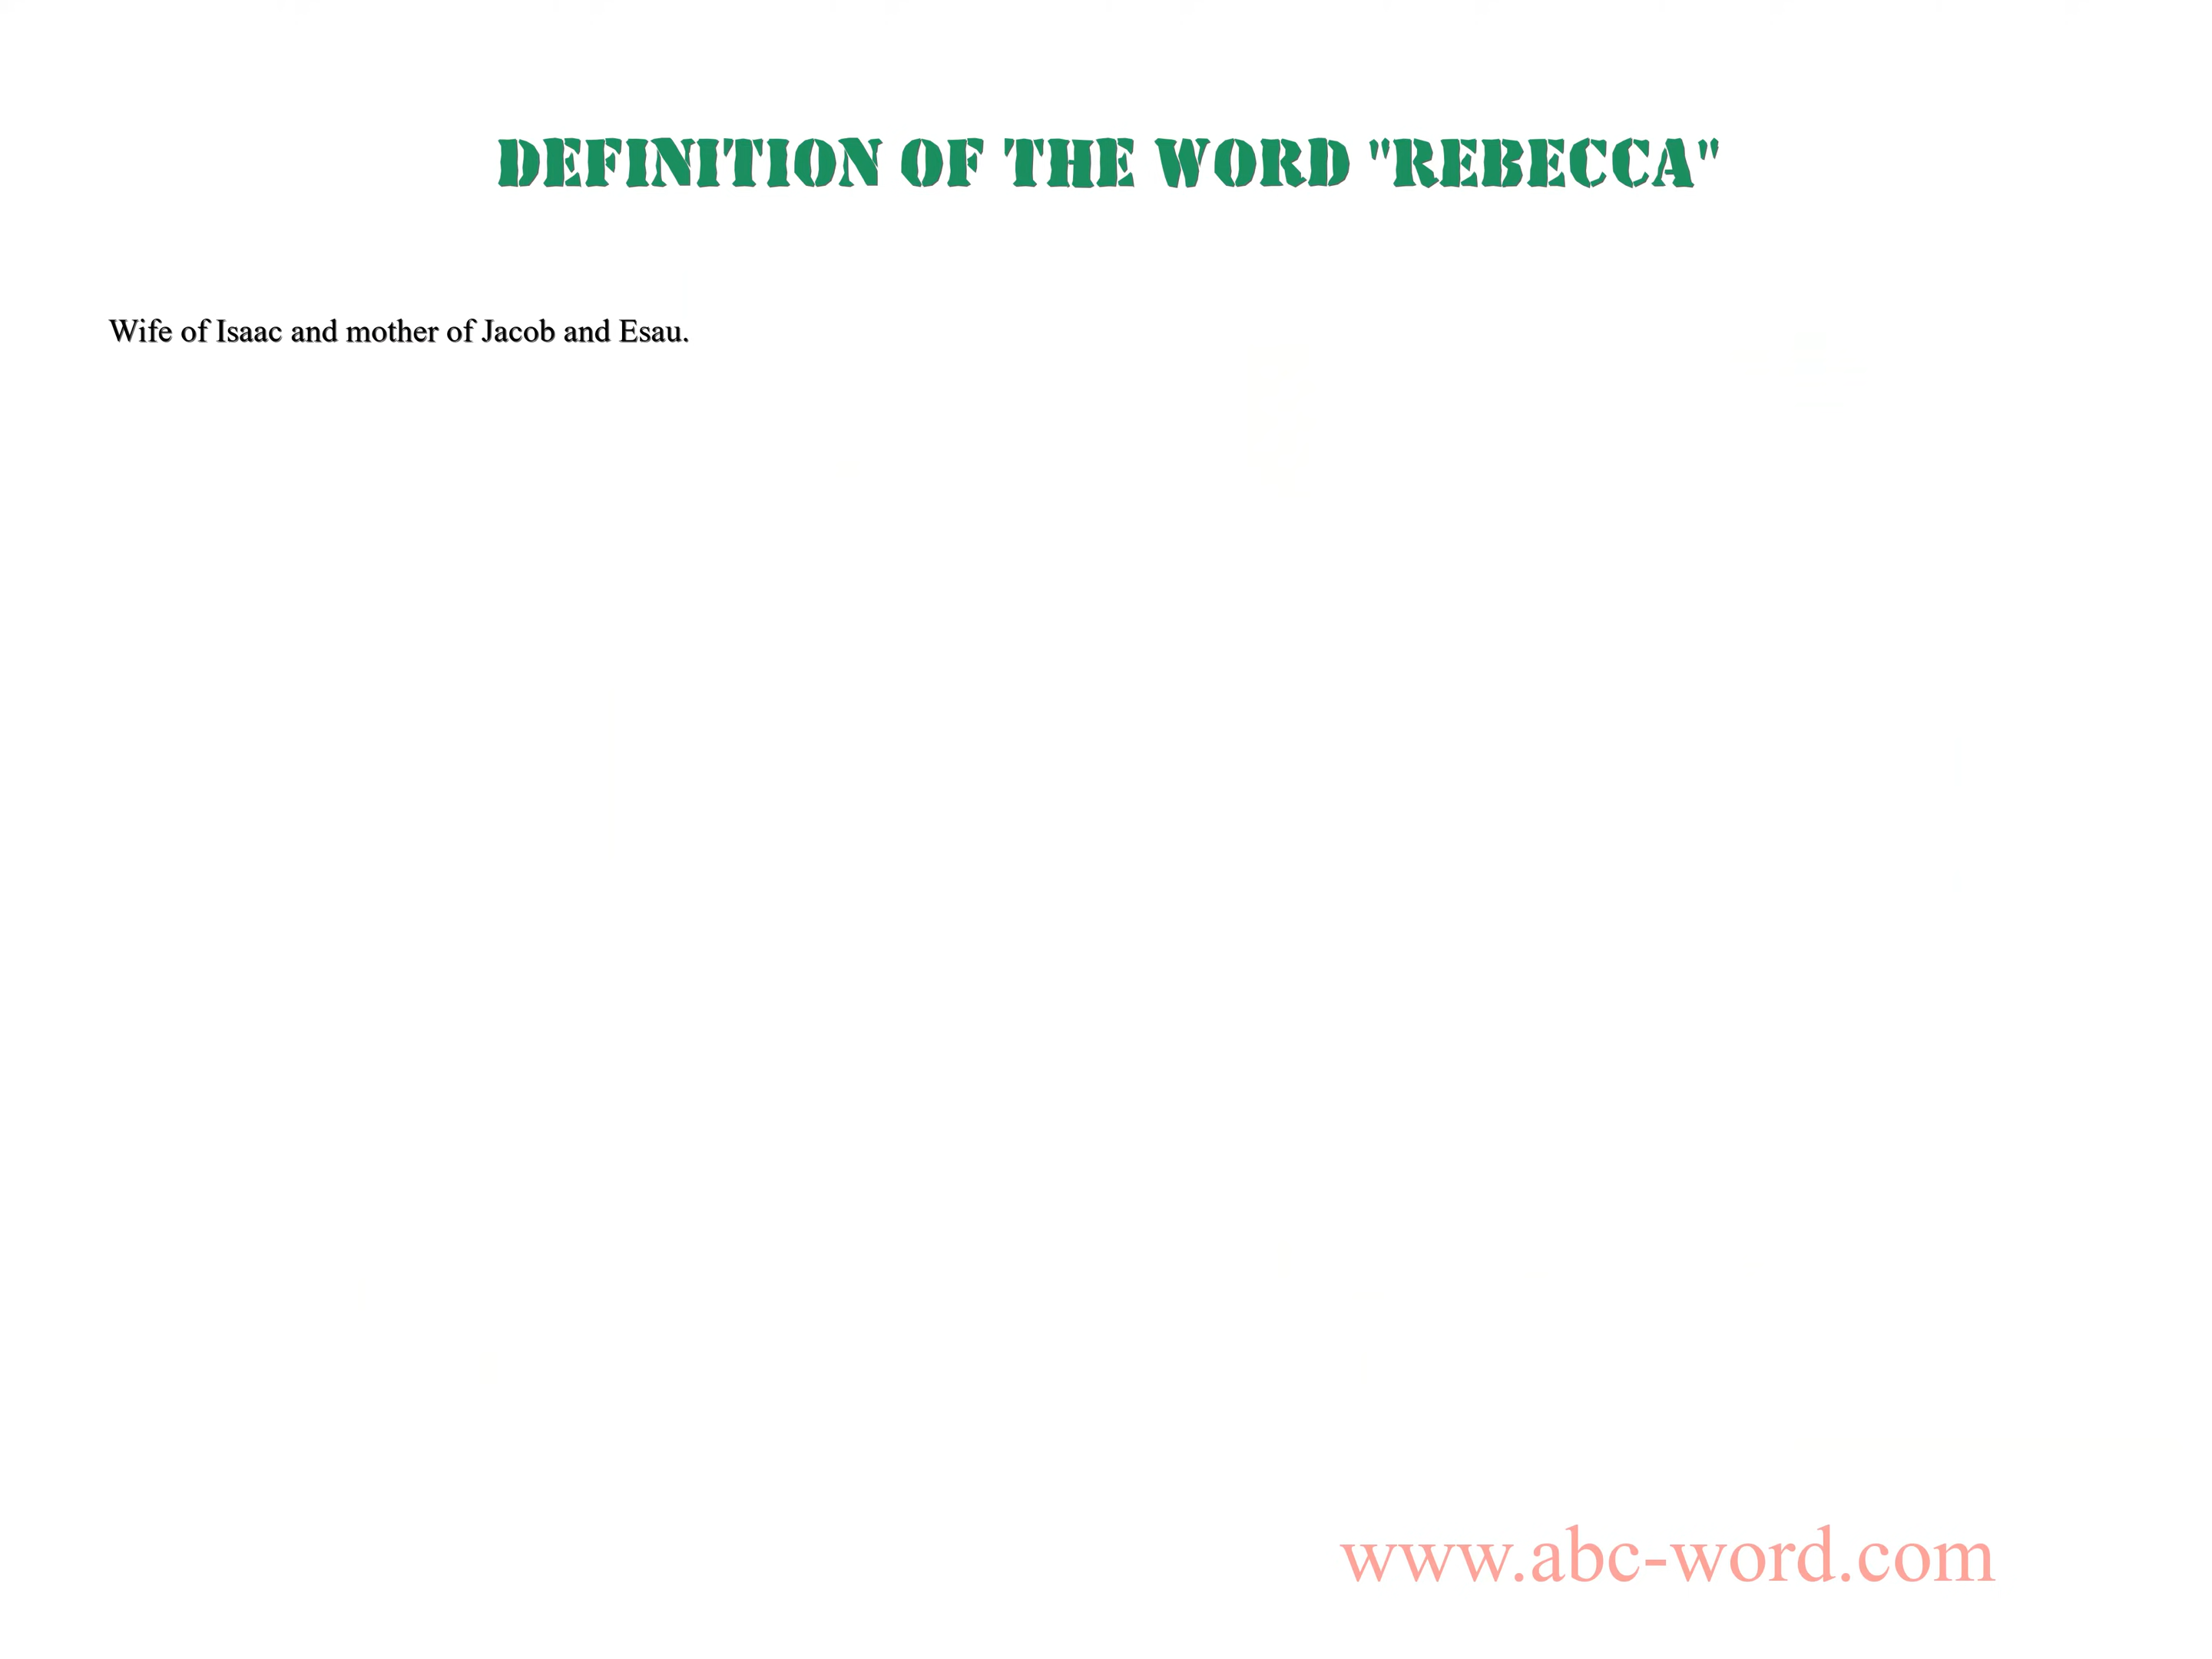 DEFINITION OF THE WORD "REBECCA"
Wife of Isaac and mother of Jacob and Esau.
www.abc-word.com